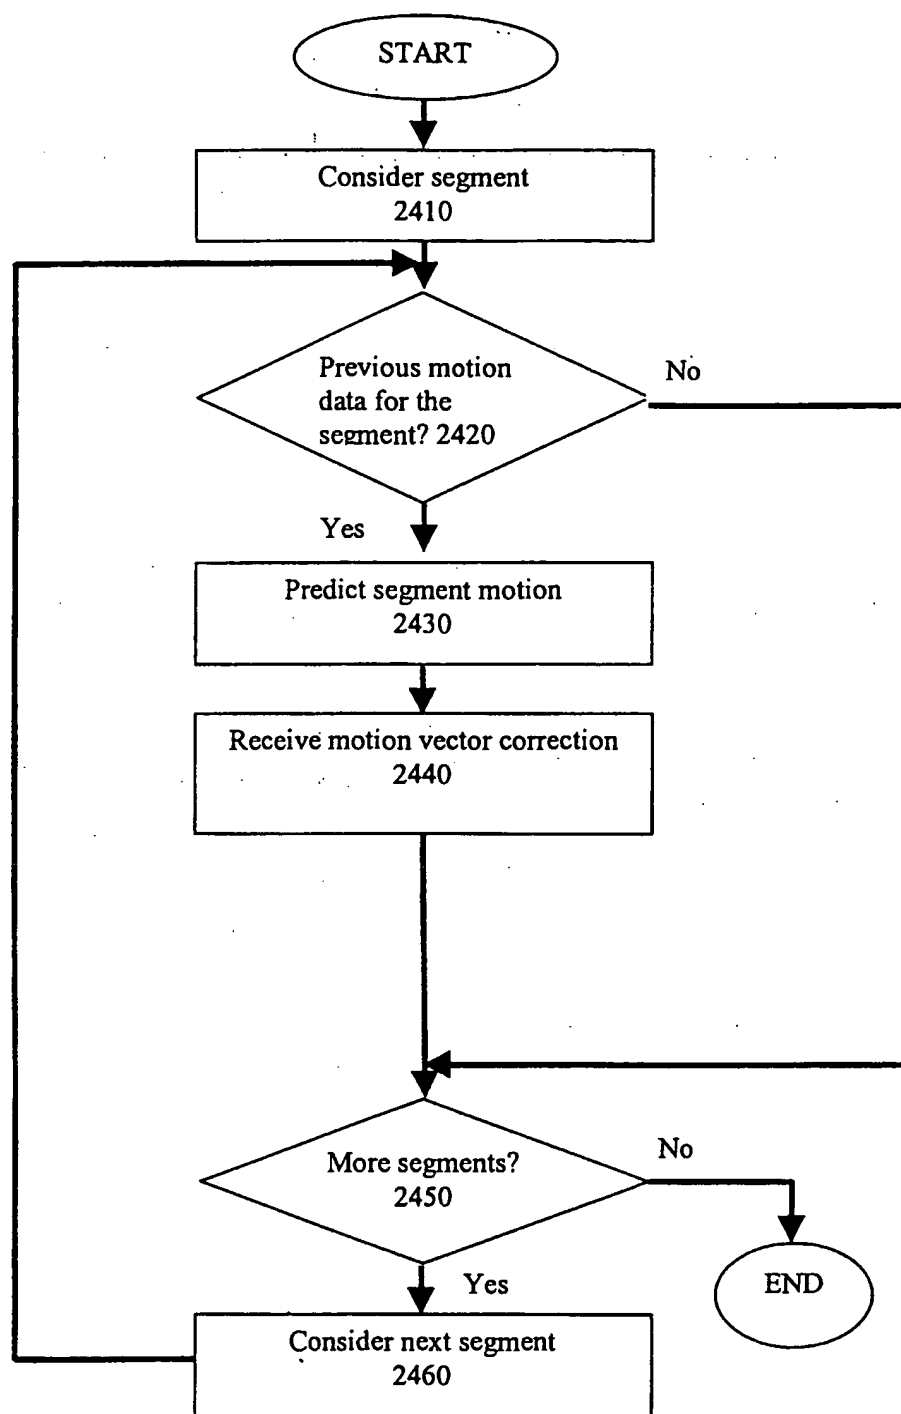 START
Consider segment
2410
Previous motion
data for the
segment? 2420
No
Yes
Predict segment motion
2430
Receive motion vector correction
2440
More segments?
2450
No
Yes
END
Consider next segment
2460